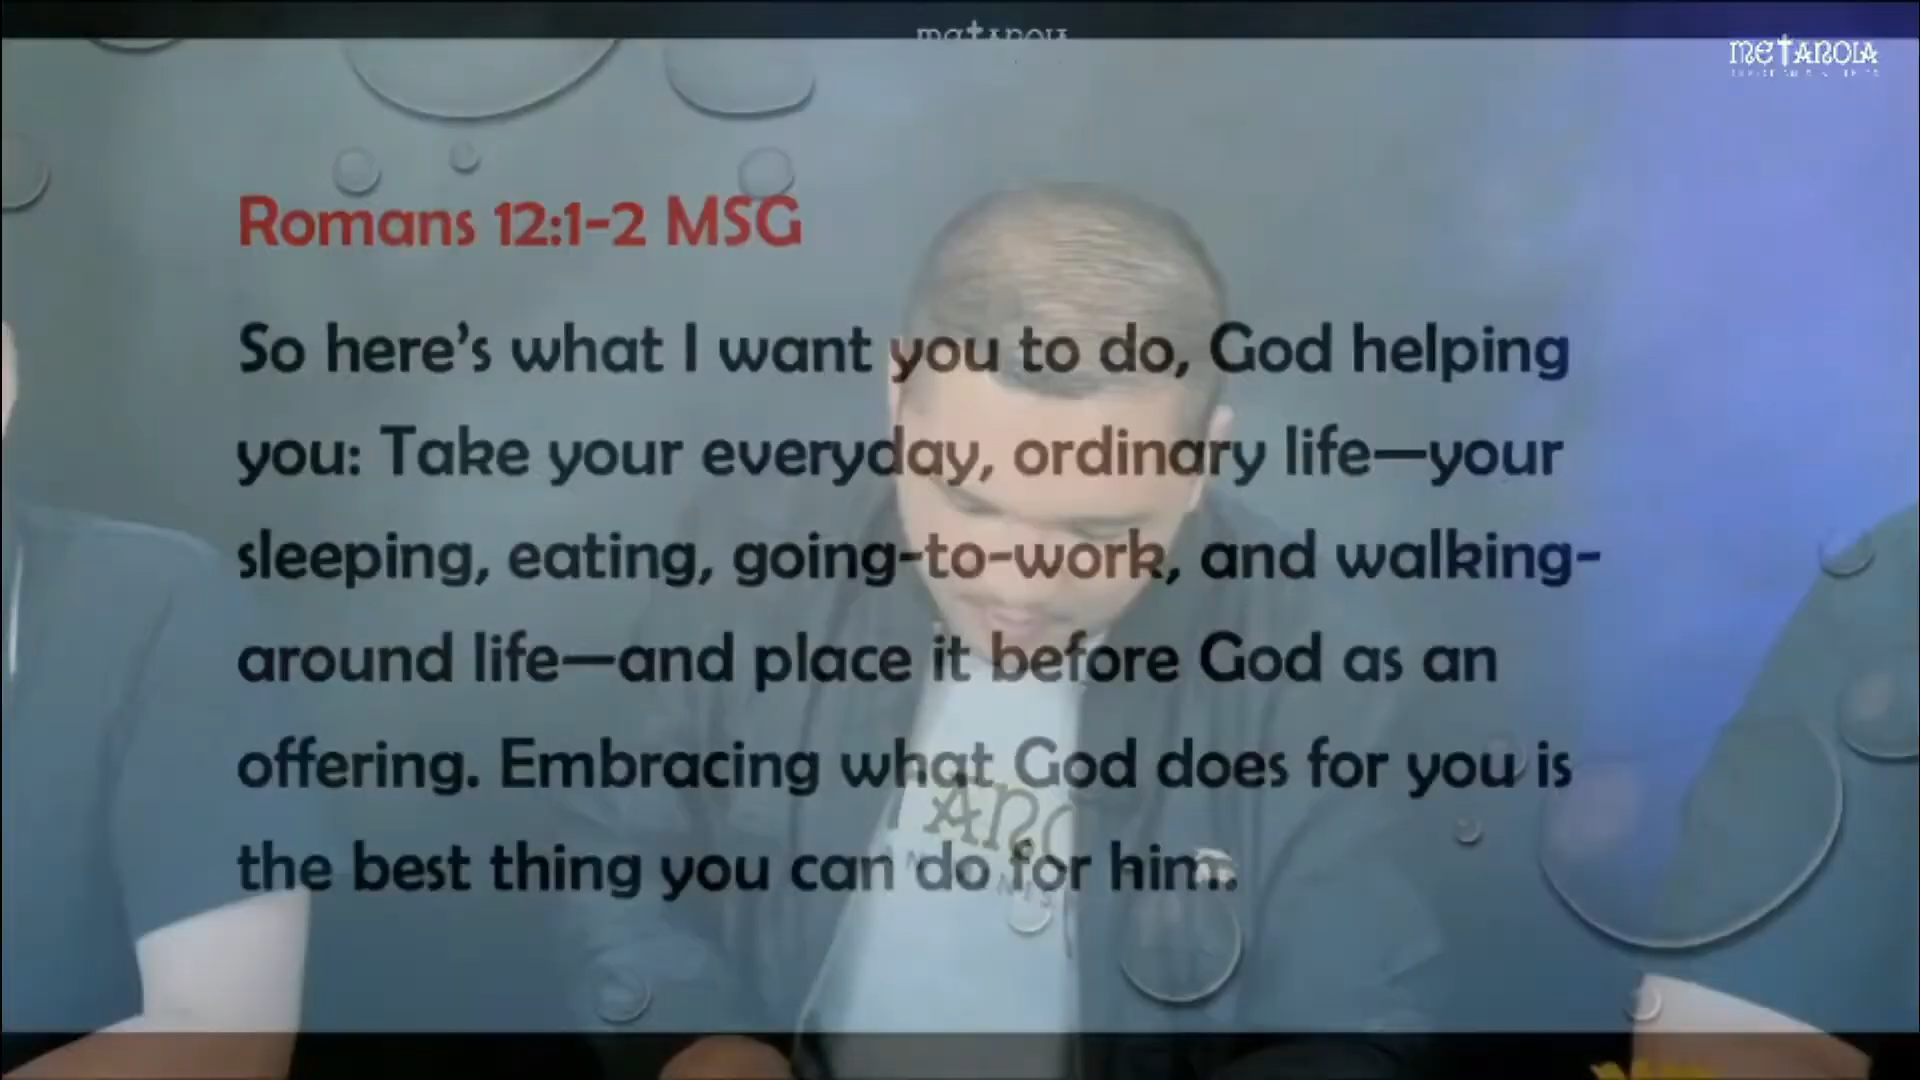 METANOIA
Romans 12:1-2 MSG
So here's what I want you to do, God helping
you: Take your everyday, ordinary life—your
sleeping, eating, going-to-work, and walking-
around life—and place it before God as an
offering. Embracing what God does for you is
the best thing you can do for him..